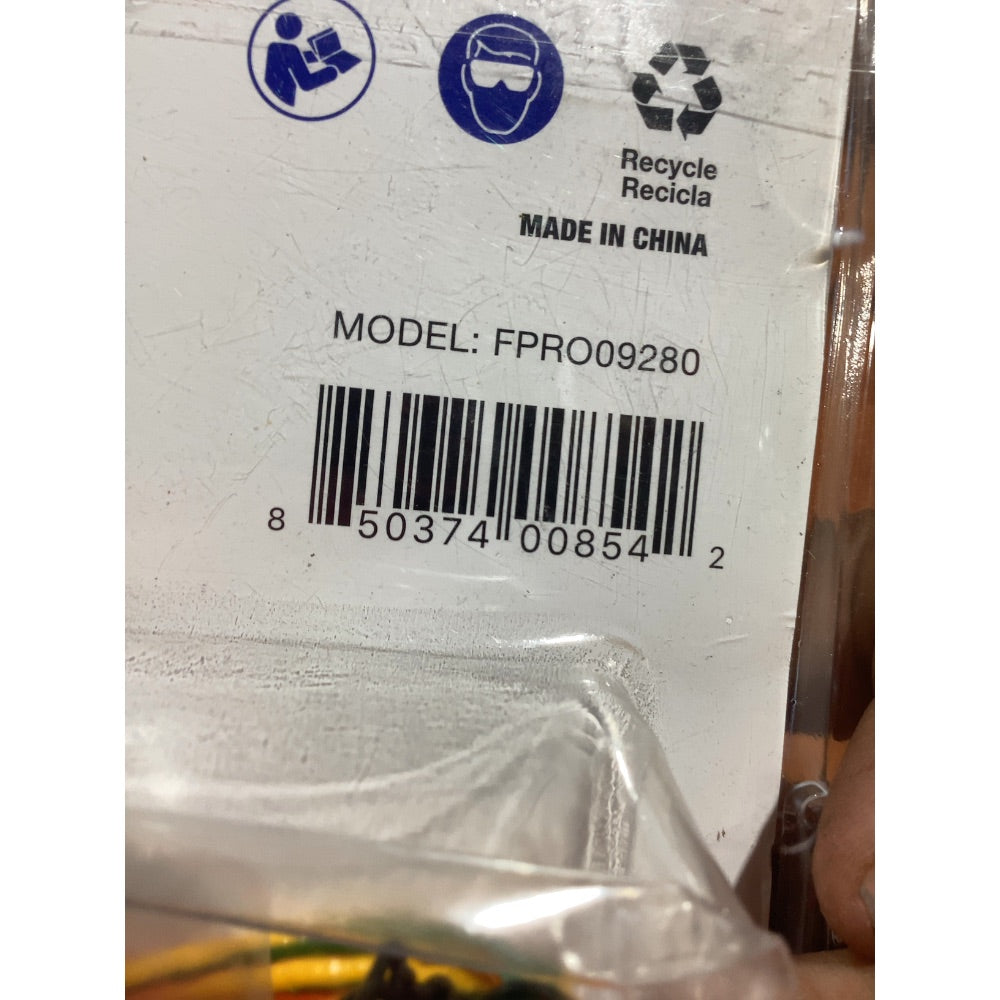 Recycle
Recicla
MADE IN CHINA
MODEL: FPRO09280
8 50374 00854 2